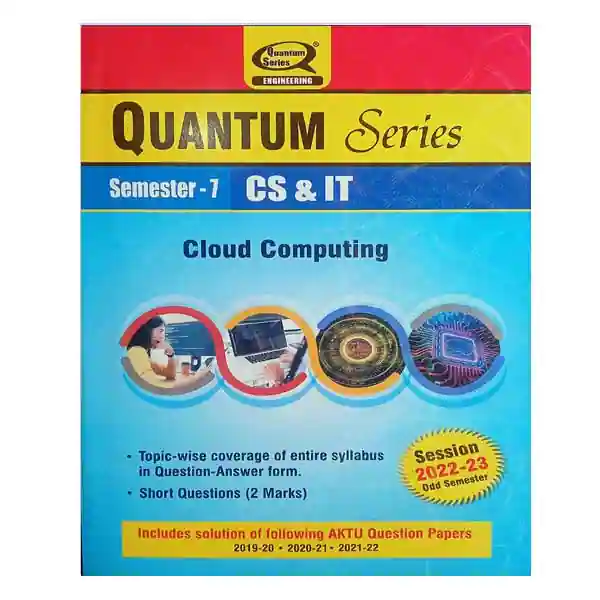 Quantum
Series
®
ENGINEERING
QUANTUM Series
Semester - 7 CS & IT
Cloud Computing
• Topic-wise coverage of entire syllabus
in Question-Answer form.
• Short Questions (2 Marks)
Session
2022-23
Odd Semester
Includes solution of following AKTU Question Papers
2019-20 • 2020-21 • 2021-22